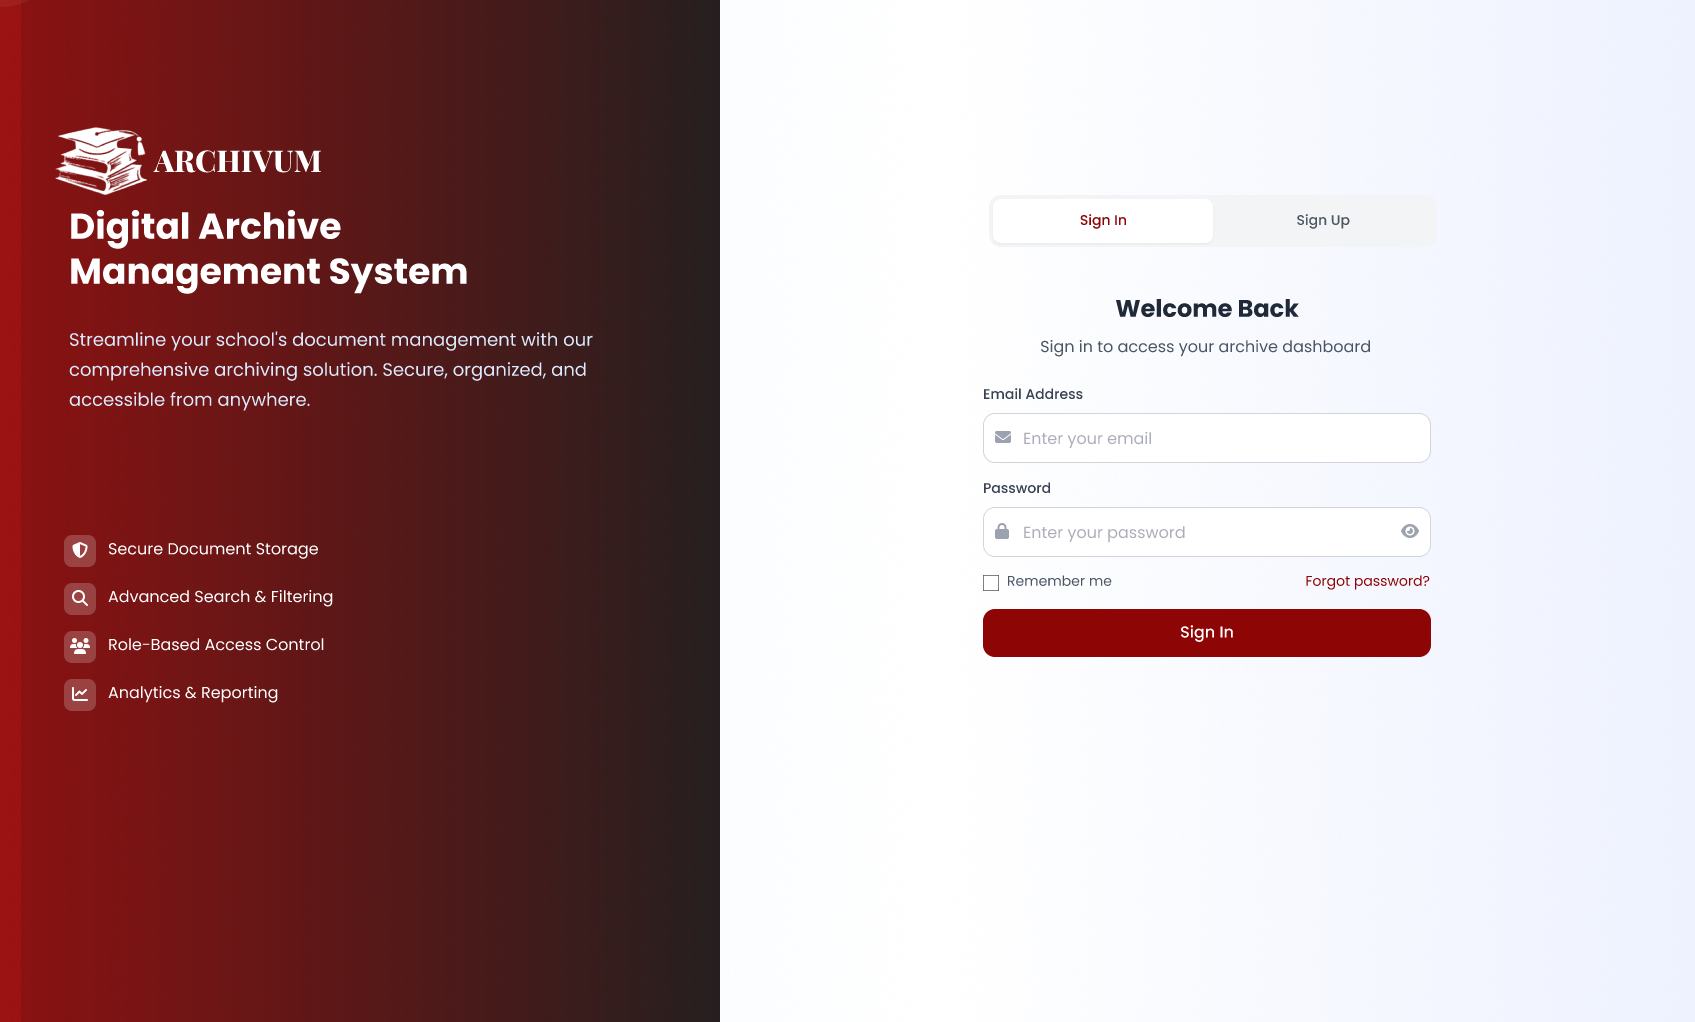 ARCHIVUM
Digital Archive
Management System
Streamline your school's document management with our
comprehensive archiving solution. Secure, organized, and
accessible from anywhere.
Secure Document Storage
Advanced Search & Filtering
Role-Based Access Control
Analytics & Reporting
Sign In
Sign Up
Welcome Back
Sign in to access your archive dashboard
Email Address
Enter your email
Password
Enter your password
Remember me
Forgot password?
Sign In